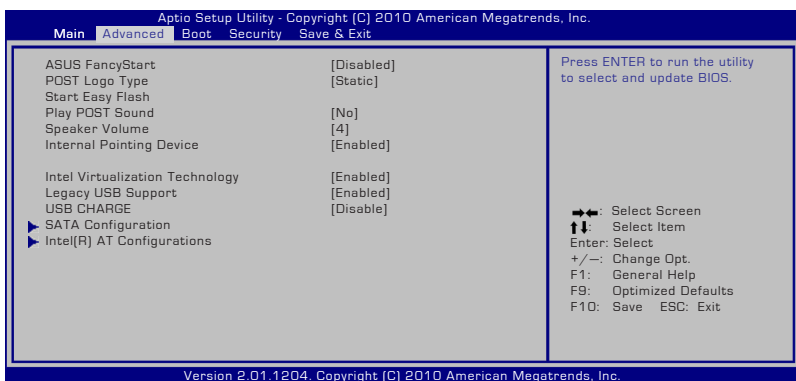 Aptio Setup Utility - Copyright (C) 2010 American Megatrends, Inc.
Main Advanced Boot Security Save & Exit
ASUS FancyStart [Disabled]
POST Logo Type [Static]
Start Easy Flash
Play POST Sound [No]
Speaker Volume [4]
Internal Pointing Device [Enabled]
Intel Virtualization Technology [Enabled]
Legacy USB Support [Enabled]
USB CHARGE [Disable]
SATA Configuration
Intel(R) AT Configurations
Press ENTER to run the utility
to select and update BIOS.
→←: Select Screen
↑↓: Select Item
Enter: Select
+/—: Change Opt.
F1: General Help
F9: Optimized Defaults
F10: Save ESC: Exit
Version 2.01.1204. Copyright (C) 2010 American Megatrends, Inc.